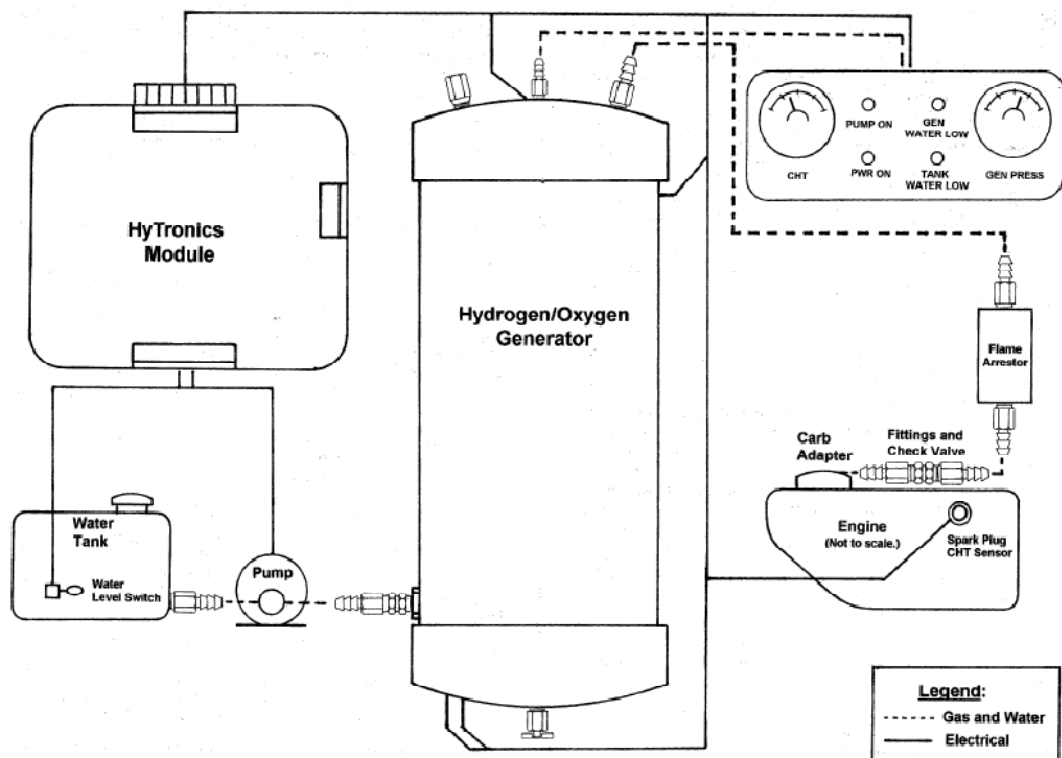 HyTronics
Module
Hydrogen/Oxygen
Generator
PUMP ON
GEN
WATER LOW
CHT
PWR ON
TANK
WATER LOW
GEN PRESS
Flame
Arrestor
Carb
Adapter
Fittings and
Check Valve
Engine
(Not to scale.)
Spark Plug
CHT Sensor
Water
Tank
Water
Level Switch
Pump
Legend:
Gas and Water
Electrical